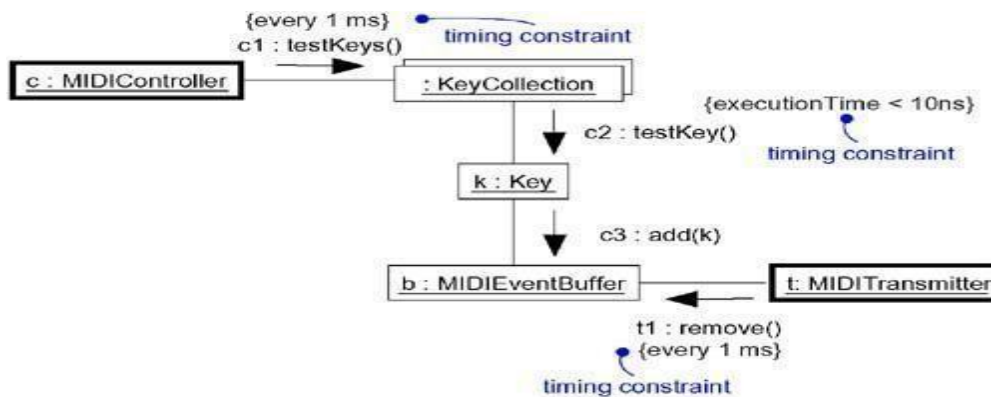 {every 1 ms}
timing constraint
c1 : testKeys()
c : MIDIController
: KeyCollection
{executionTime < 10ns}
c2 : testKey()
timing constraint
k : Key
c3 : add(k)
b : MIDIEventBuffer
t: MIDITransmitter
t1 : remove()
{every 1 ms}
timing constraint